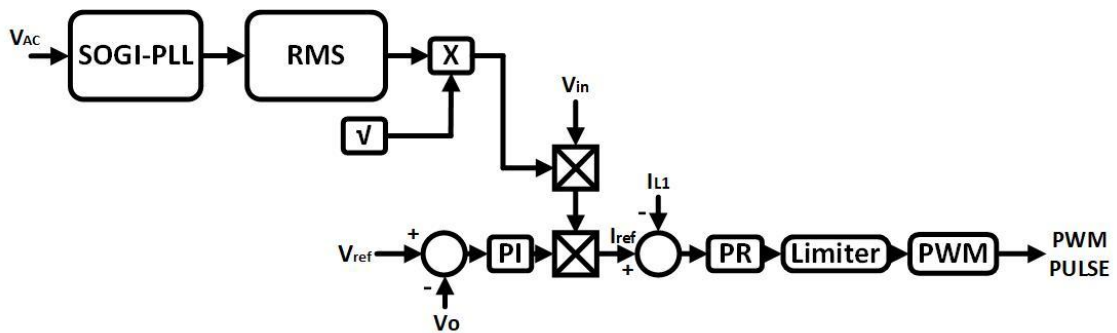 VAC
SOGI-PLL
RMS
X
√
Vin
IL1
-
+
Vref
PI
Iref
+
PR
Limiter
PWM
PWM
PULSE
-
Vo